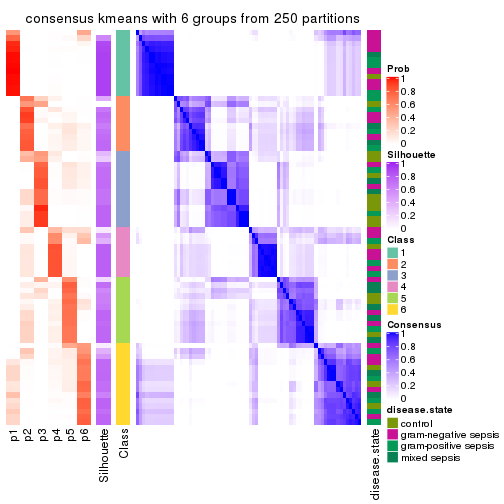 consensus kmeans with 6 groups from 250 partitions
Prob
1
0.8
0.6
0.4
0.2
0
Silhouette
1
0.8
0.6
0.4
0.2
0
Class
1
2
3
4
5
6
Consensus
1
0.8
0.6
0.4
0.2
0
disease.state
control
gram-negative sepsis
gram-positive sepsis
mixed sepsis
p1
p2
p3
p4
p5
p6
Silhouette
Class
disease.state